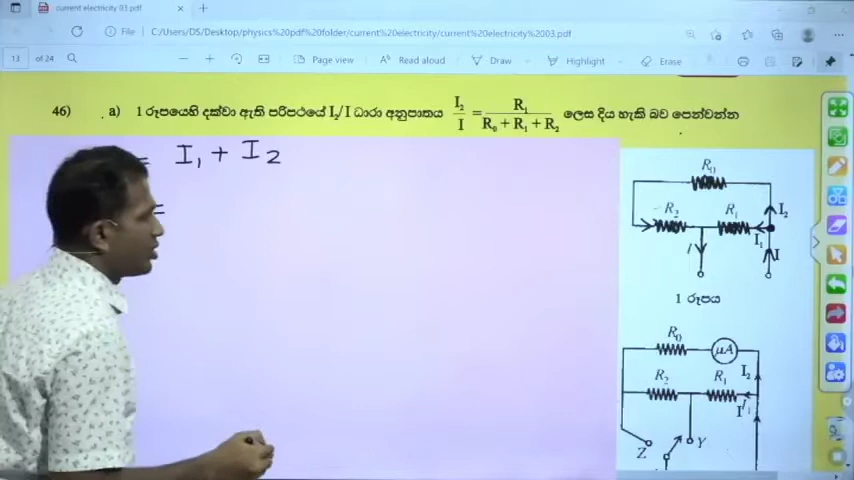 current electricity 03.pdf
File C:/Users/DS/Desktop/physics%20pdf%20folder/current%20electricity/current%20electricity%2003.pdf
13 of 24 Page view Read aloud Draw Highlight Erase
46) a) 1 රූපයෙහි දක්වා ඇති පරිපථයේ I₂/I ධාරා අනුපාතය I₂/I = R₁/(R₀ + R₁ + R₂) ලෙස දිය හැකි බව පෙන්වන්න
= I₁ + I₂
=
R₀
R₂ R₁ I₂
I₁
I I
1 රූපය
R₀
μA
R₂ R₁ I₂
I₁
Z Y